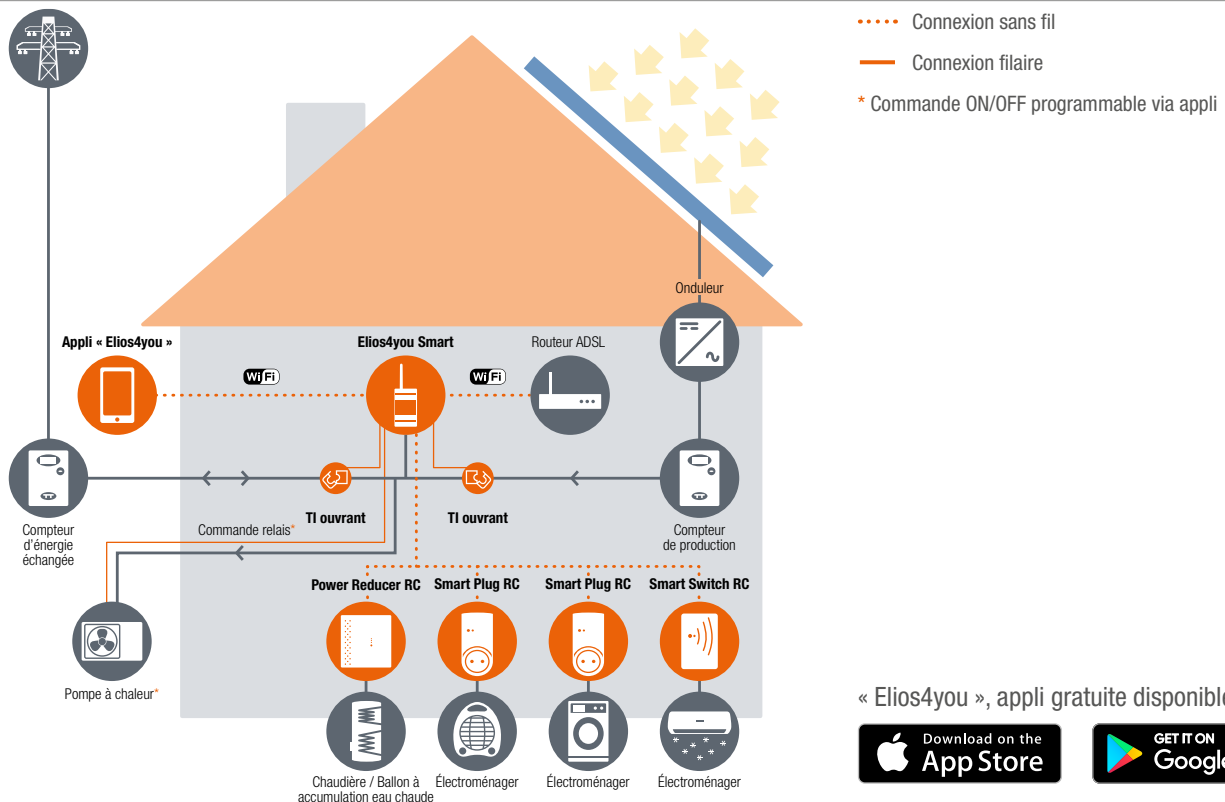 Connexion sans fil
Connexion filaire
* Commande ON/OFF programmable via appli
Onduleur
Appli « Elios4you »
Elios4you Smart
Routeur ADSL
WiFi
WiFi
TI ouvrant
TI ouvrant
Compteur
d'énergie
échangée
Commande relais*
Compteur
de production
Power Reducer RC
Smart Plug RC
Smart Plug RC
Smart Switch RC
Pompe à chaleur*
Chaudière / Ballon à
accumulation eau chaude
Électroménager
Électroménager
Électroménager
« Elios4you », appli gratuite disponible
Download on the
App Store
GET IT ON
Google